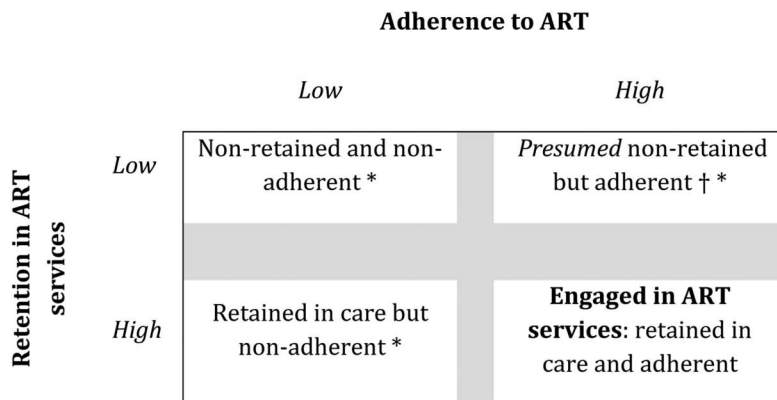 Adherence to ART
Low
High
Retention in ART
services
Low
Non-retained and non-
adherent *
Presumed non-retained
but adherent † *
High
Retained in care but
non-adherent *
Engaged in ART
services: retained in
care and adherent